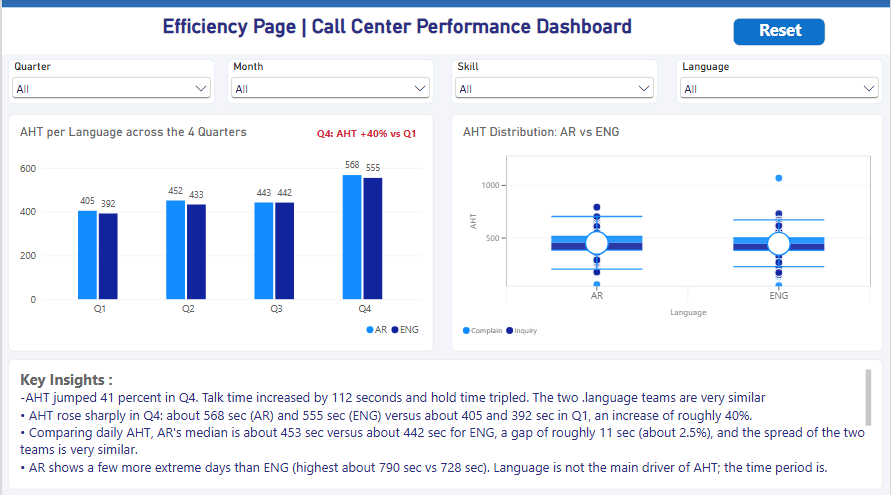 Efficiency Page | Call Center Performance Dashboard
Reset
Quarter
Month
Skill
Language
All
All
All
All
AHT per Language across the 4 Quarters
Q4: AHT +40% vs Q1
600
400
200
0
405 392
452 433
443 442
568 555
Q1
Q2
Q3
Q4
AR ENG
AHT Distribution: AR vs ENG
1000
500
AHT
AR
ENG
Language
Complain Inquiry
Key Insights :
-AHT jumped 41 percent in Q4. Talk time increased by 112 seconds and hold time tripled. The two .language teams are very similar
• AHT rose sharply in Q4: about 568 sec (AR) and 555 sec (ENG) versus about 405 and 392 sec in Q1, an increase of roughly 40%.
• Comparing daily AHT, AR's median is about 453 sec versus about 442 sec for ENG, a gap of roughly 11 sec (about 2.5%), and the spread of the two
teams is very similar.
• AR shows a few more extreme days than ENG (highest about 790 sec vs 728 sec). Language is not the main driver of AHT; the time period is.